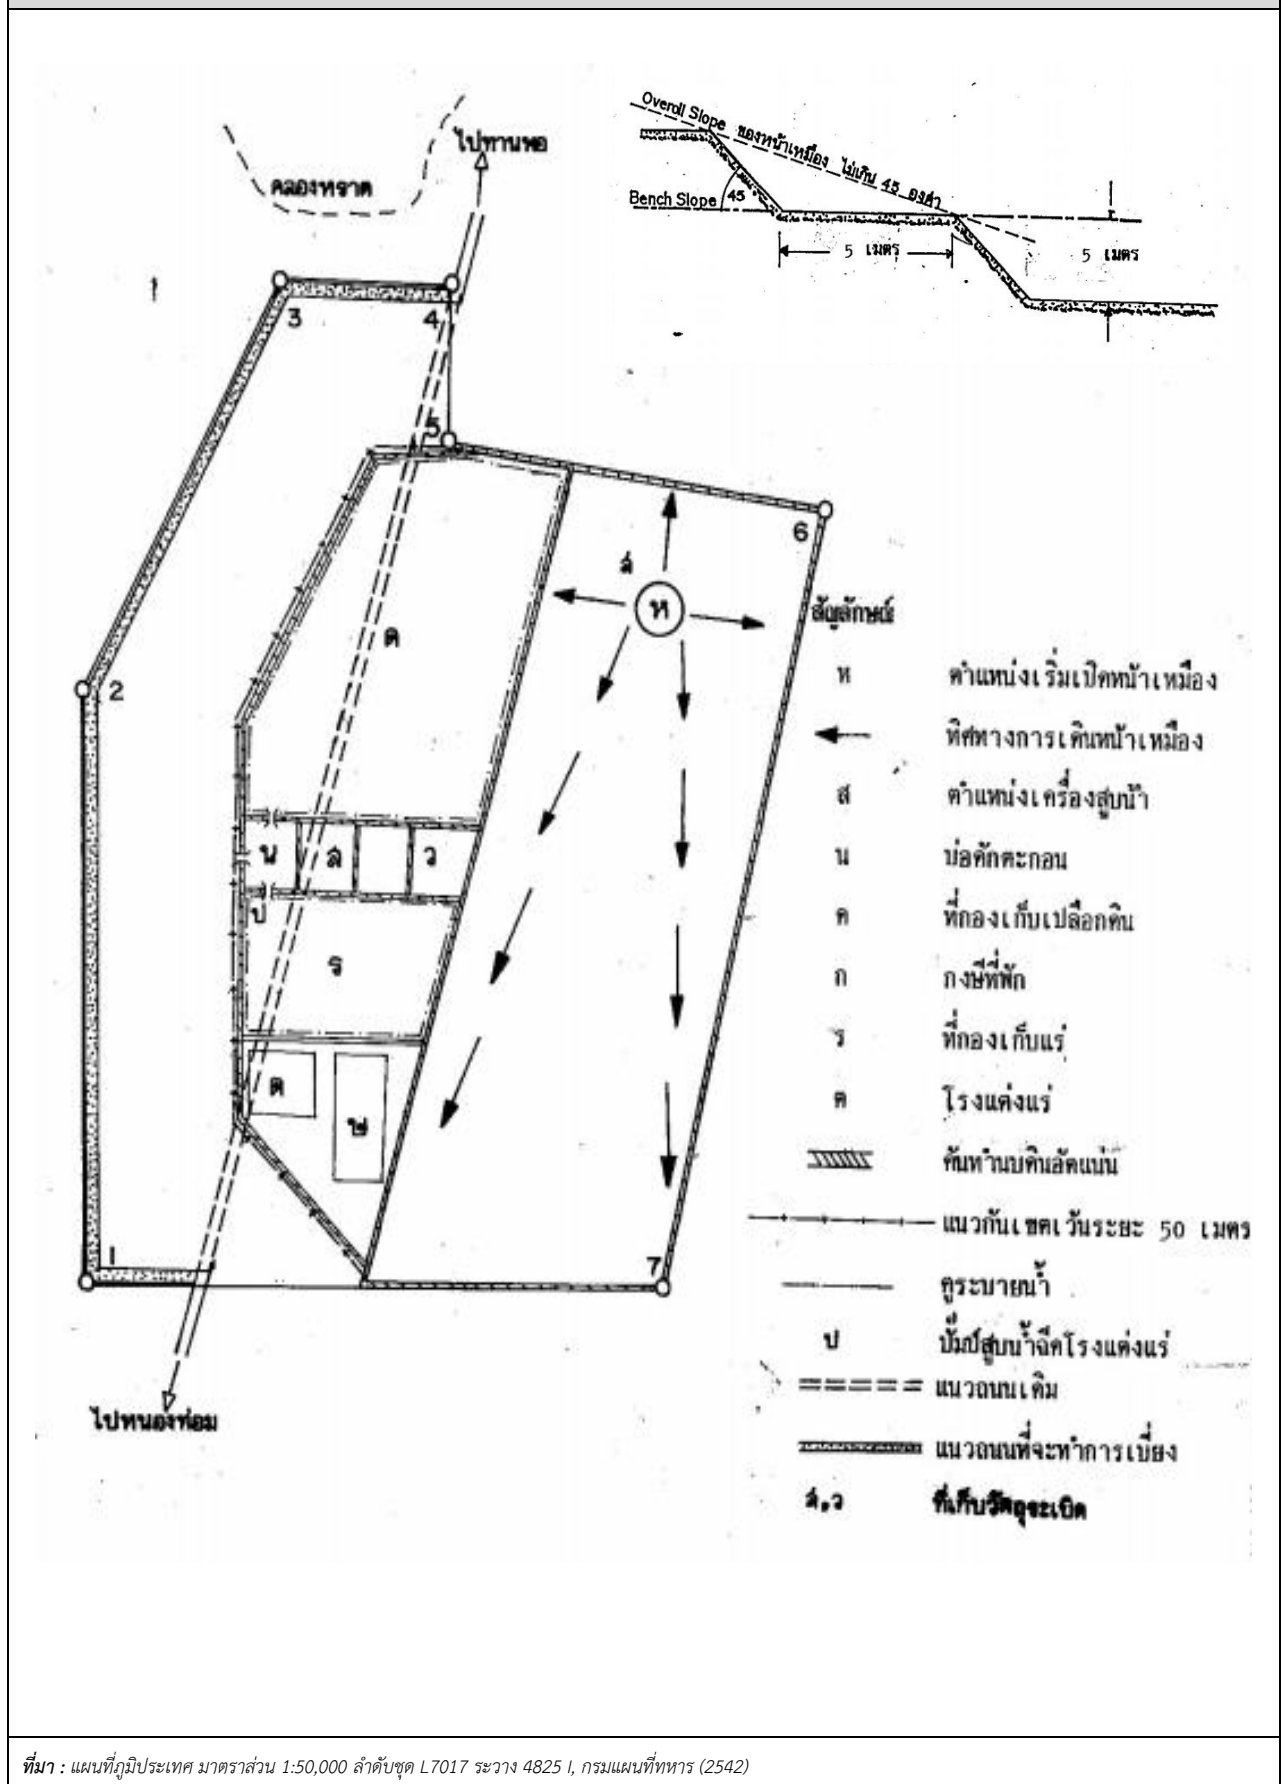 Overoll Slope ของหน้าเหมือง ไม่เกิน 45 องศา
Bench Slope 45
5 เมตร
5 เมตร
ไปทานพอ
คลองหราด
3
4
5
6
2
ส
ห
ด
น
ล
ว
ป
ร
ต
1
7
ไปหนองท่อม
สัญลักษณ์
ห ตำแหน่งเริ่มเปิดหน้าเหมือง
ทิศทางการเดินหน้าเหมือง
ส ตำแหน่งเครื่องสูบน้ำ
น บ่อดักตะกอน
ด ที่กองเก็บเปลือกดิน
ก กงษีที่พัก
ร ที่กองเก็บแร่
ต โรงแต่งแร่
คันทำนบดินอัดแน่น
แนวกันเขตเว้นระยะ 50 เมตร
คูระบายน้ำ
ป ปั๊มป์สูบน้ำฉีดโรงแต่งแร่
แนวถนนเดิม
แนวถนนที่จะทำการเบี่ยง
ส,ว ที่เก็บวัตถุระเบิด
ที่มา : แผนที่ภูมิประเทศ มาตราส่วน 1:50,000 ลำดับชุด L7017 ระวาง 4825 I, กรมแผนที่ทหาร (2542)